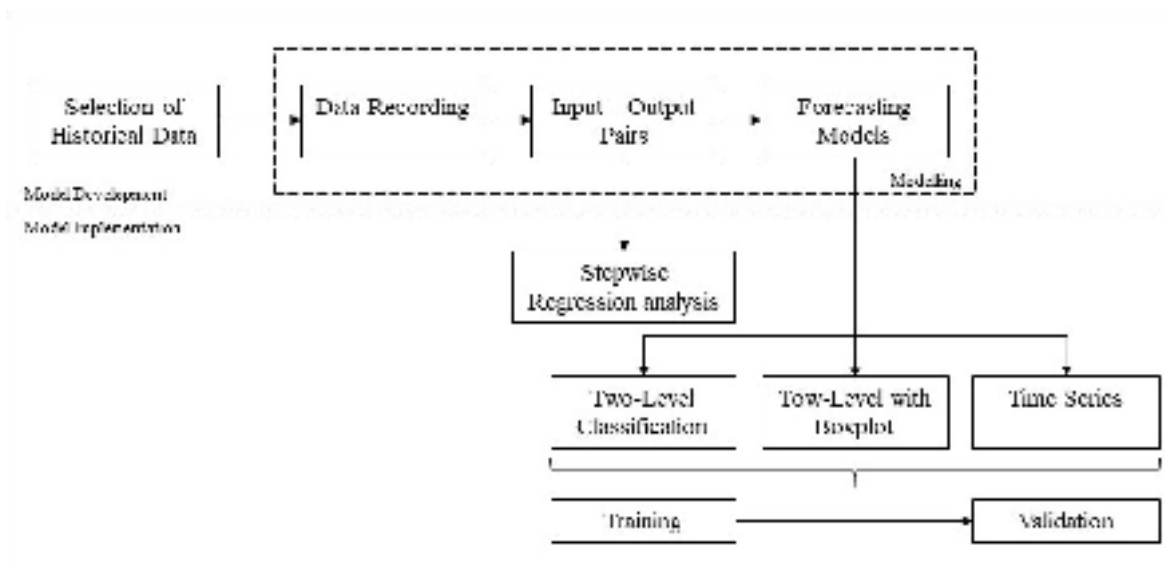 Selection of
Historical Data
Data Recording
Input Output
Pairs
Forecasting
Models
Modelling
Model Development
Model Implementation
Stepwise
Regression analysis
Two-Level
Classification
Tow-Level with
Boxplot
Time Series
Training
Validation